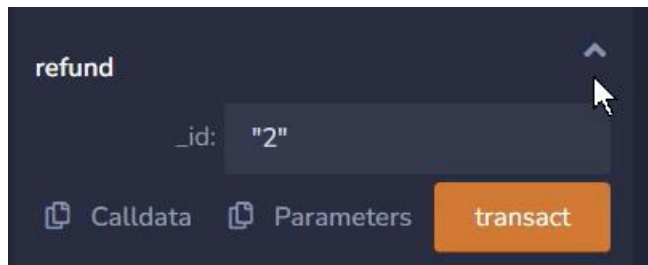 refund
_id: "2"
Calldata Parameters transact